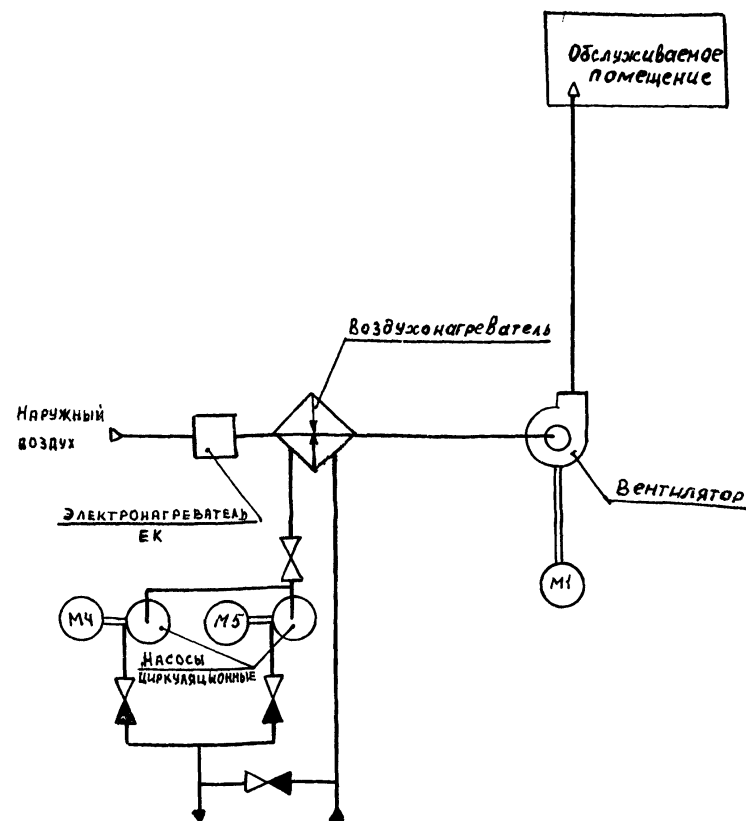 Обслуживаемое
помещение
Воздухонагреватель
Наружный
воздух
Электронагреватель
ЕК
Вентилятор
М1
М4
М5
Насосы
циркуляционные